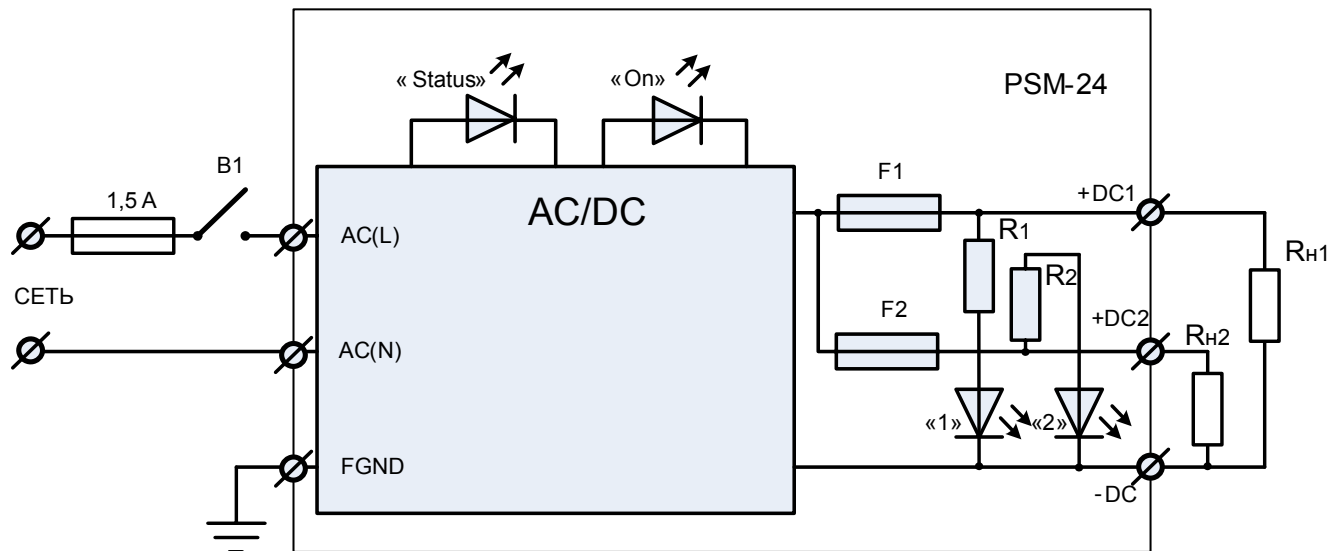 « Status»
«On»
PSM-24
B1
F1
1,5 А
+DC1
AC/DC
AC(L)
R1
Rн1
R2
СЕТЬ
F2
+DC2
Rн2
AC(N)
«1»
«2»
FGND
-DC